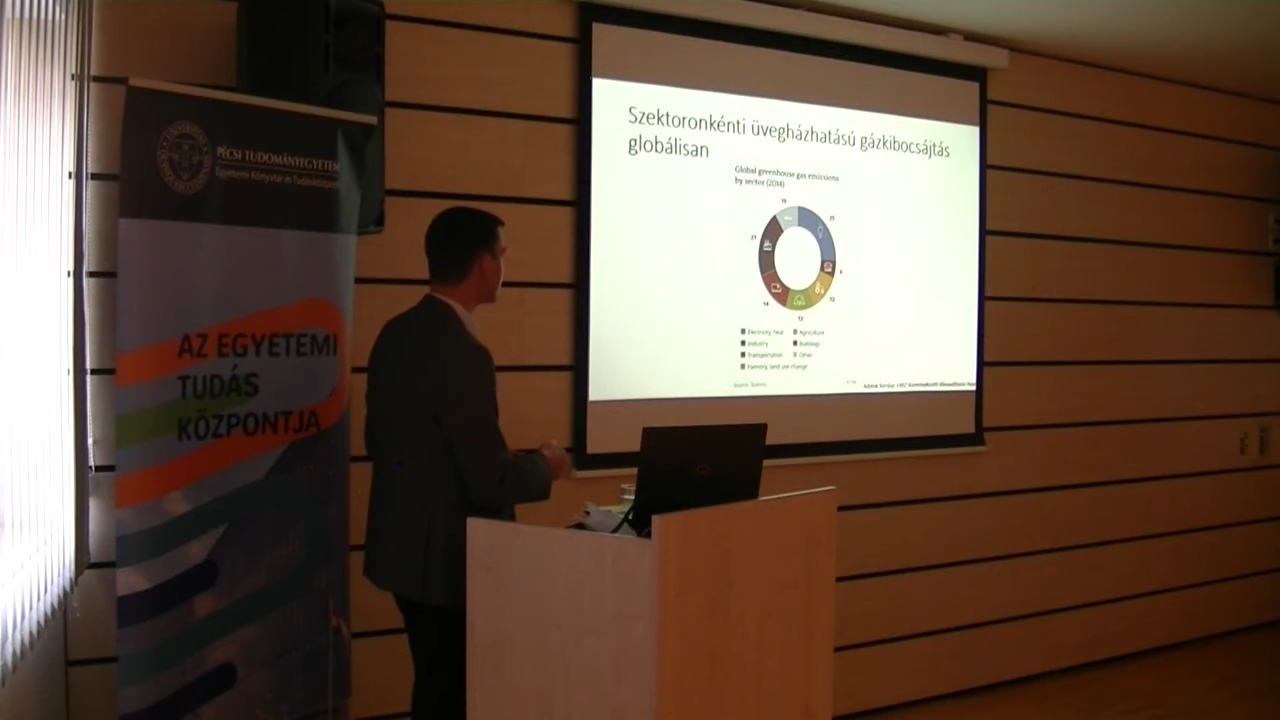 PÉCSI TUDOMÁNYEGYETEM
Egyetemi Könyvtár és Tudásközpont
AZ EGYETEMI
TUDÁS
KÖZPONTJA
Szektoronkénti üvegházhatású gázkibocsájtás
globálisan
Global greenhouse gas emissions
by sector (2014)
10
25
21
14
12
12
Electricity, heat
Agriculture
Industry
Buildings
Transportation
Other
Forestry, land use change